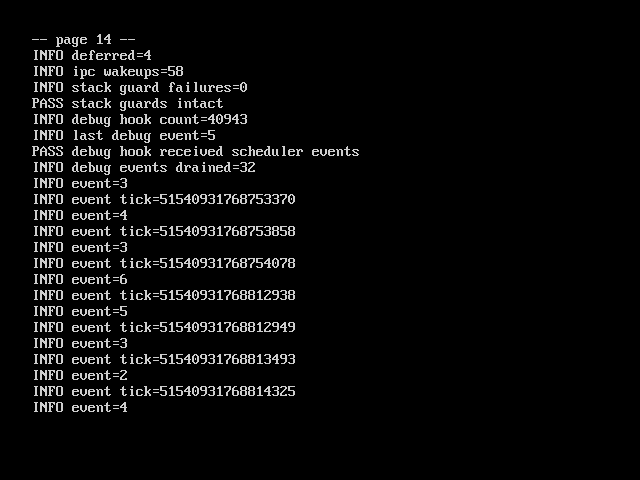 -- page 14 --
INFO deferred=4
INFO ipc wakeups=58
INFO stack guard failures=0
PASS stack guards intact
INFO debug hook count=40943
INFO last debug event=5
PASS debug hook received scheduler events
INFO debug events drained=32
INFO event=3
INFO event tick=51540931768753370
INFO event=4
INFO event tick=51540931768753858
INFO event=3
INFO event tick=51540931768754078
INFO event=6
INFO event tick=51540931768812938
INFO event=5
INFO event tick=51540931768812949
INFO event=3
INFO event tick=51540931768813493
INFO event=2
INFO event tick=51540931768814325
INFO event=4